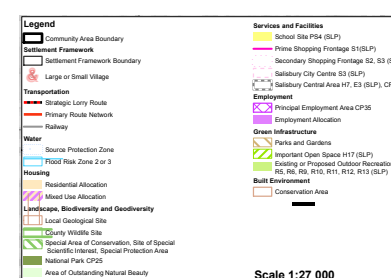 Legend
Community Area Boundary
Settlement Framework
Settlement Framework Boundary
Large or Small Village
Transportation
Strategic Lorry Route
Primary Route Network
Railway
Water
Source Protection Zone
Flood Risk Zone 2 or 3
Housing
Residential Allocation
Mixed Use Allocation
Landscape, Biodiversity and Geodiversity
Local Geological Site
County Wildlife Site
Special Area of Conservation, Site of Special
Scientific Interest, Special Protection Area
National Park CP25
Area of Outstanding Natural Beauty
Services and Facilities
School Site PS4 (SLP)
Prime Shopping Frontage S1(SLP)
Secondary Shopping Frontage S2, S3 (S
Salisbury City Centre S3 (SLP)
Salisbury Central Area H7, E3 (SLP), CP
Employment
Principal Employment Area CP35
Employment Allocation
Green Infrastructure
Parks and Gardens
Important Open Space H17 (SLP)
Existing or Proposed Outdoor Recreation
R5, R6, R9, R10, R11, R12, R13 (SLP)
Built Environment
Conservation Area
Scale 1:27 000